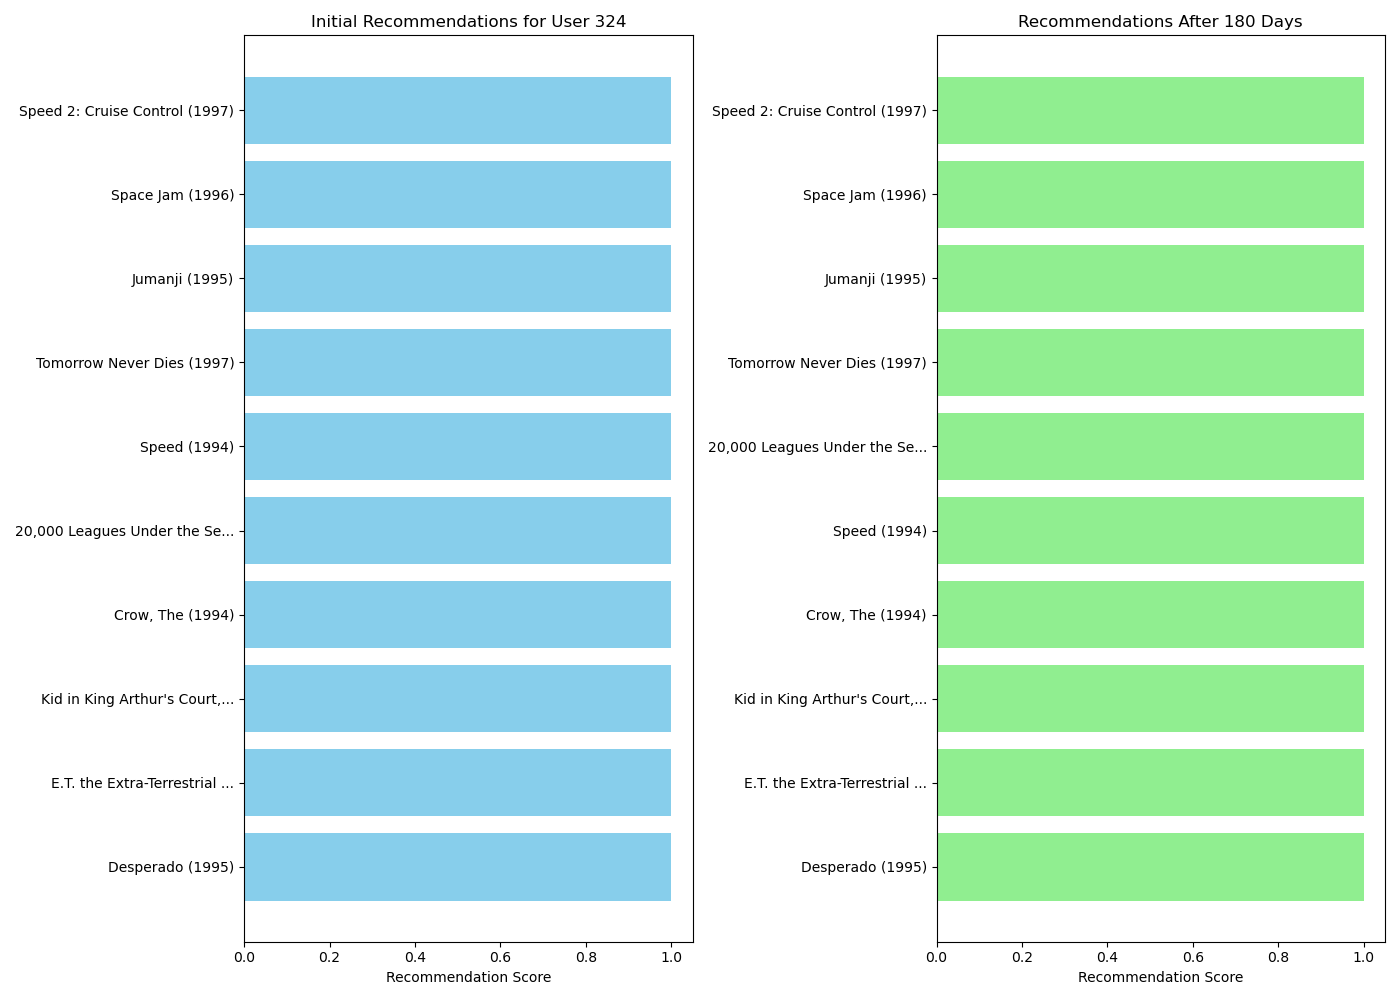 Initial Recommendations for User 324
Speed 2: Cruise Control (1997)
Space Jam (1996)
Jumanji (1995)
Tomorrow Never Dies (1997)
Speed (1994)
20,000 Leagues Under the Se...
Crow, The (1994)
Kid in King Arthur's Court,...
E.T. the Extra-Terrestrial ...
Desperado (1995)
0.0 0.2 0.4 0.6 0.8 1.0
Recommendation Score
Recommendations After 180 Days
Speed 2: Cruise Control (1997)
Space Jam (1996)
Jumanji (1995)
Tomorrow Never Dies (1997)
20,000 Leagues Under the Se...
Speed (1994)
Crow, The (1994)
Kid in King Arthur's Court,...
E.T. the Extra-Terrestrial ...
Desperado (1995)
0.0 0.2 0.4 0.6 0.8 1.0
Recommendation Score